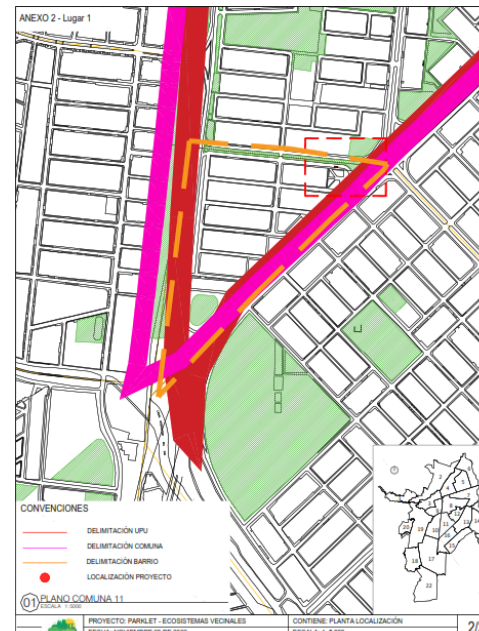 ANEXO 2 - Lugar 1
CONVENCIONES
DELIMITACIÓN UPU
DELIMITACIÓN COMUNA
DELIMITACIÓN BARRIO
LOCALIZACIÓN PROYECTO
01 PLANO COMUNA 11
ESCALA 1:5000
PROYECTO: PARKLET - ECOSISTEMAS VECINALES
CONTIENE: PLANTA LOCALIZACIÓN